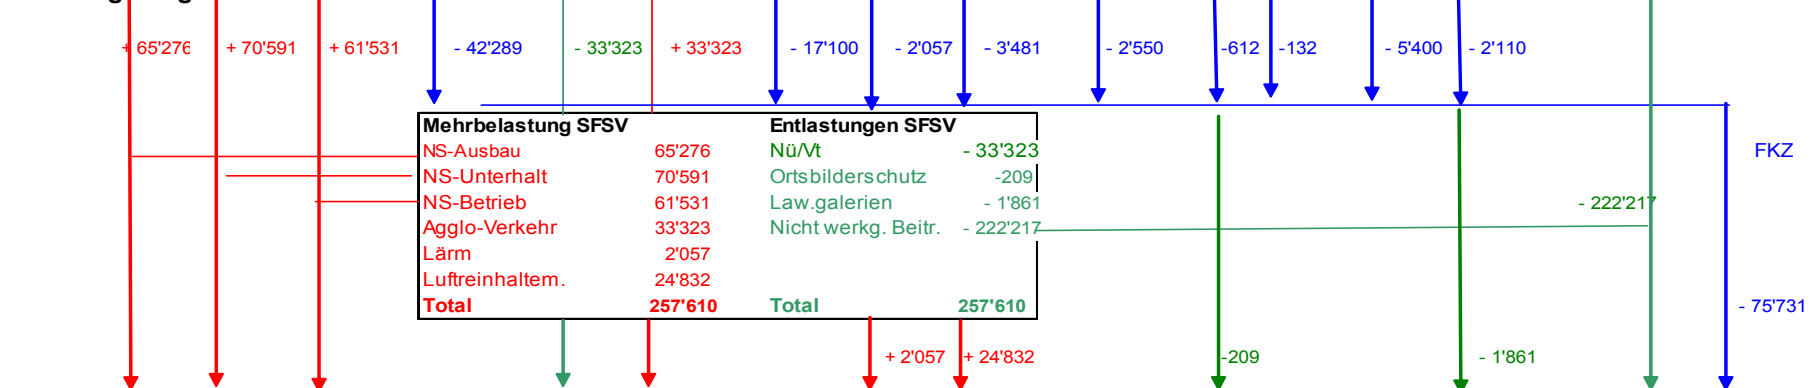 + 65'276 + 70'591 + 61'531 - 42'289 - 33'323 + 33'323 - 17'100 - 2'057 - 3'481 - 2'550 -612 -132 - 5'400 - 2'110
Mehrbelastung SFSV Entlastungen SFSV
NS-Ausbau 65'276 Nü/Vt - 33'323 FKZ
NS-Unterhalt 70'591 Ortsbilderschutz -209
NS-Betrieb 61'531 Law.galerien - 1'861 - 222'217
Agglo-Verkehr 33'323 Nicht werkg. Beitr. - 222'217
Lärm 2'057
Luftreinhaltem. 24'832
Total 257'610 Total 257'610 - 75'731
+ 2'057 + 24'832 -209 - 1'861